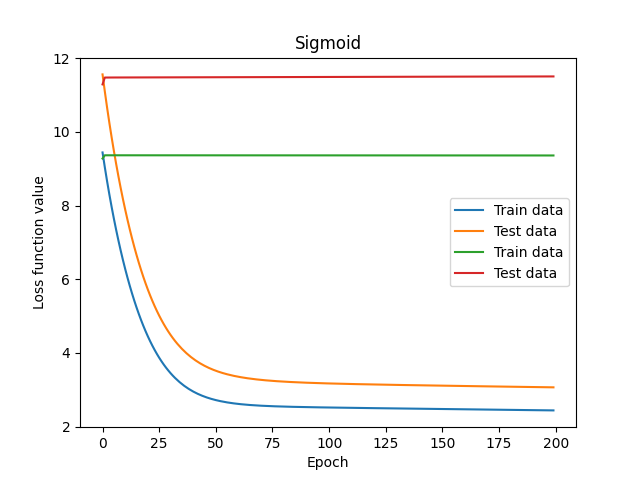 Sigmoid
Loss function value
12
10
8
6
4
2
Train data
Test data
Train data
Test data
0
25
50
75
100
125
150
175
200
Epoch